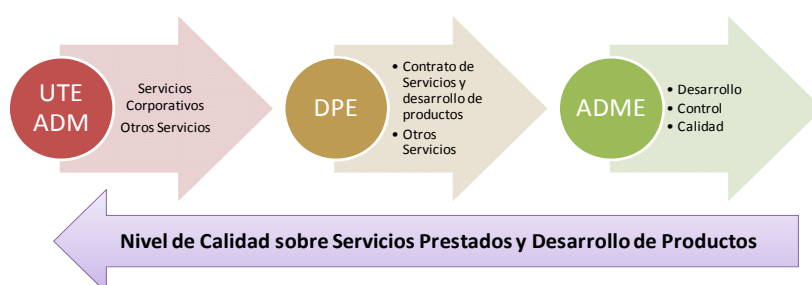 UTE
ADM
Servicios
Corporativos
Otros Servicios
DPE
• Contrato de
Servicios y
desarrollo de
productos
• Otros
Servicios
ADME
• Desarrollo
• Control
• Calidad
Nivel de Calidad sobre Servicios Prestados y Desarrollo de Productos